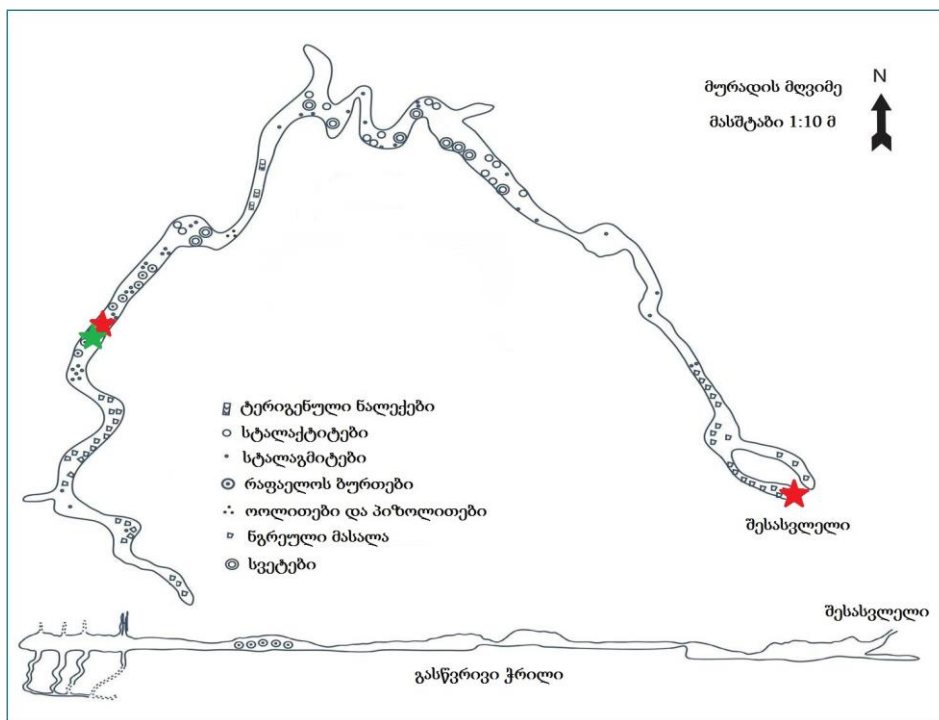 მურადის მღვიმე
მასშტაბი 1:10 მ
N
ტერიგენული ნალექები
სტალაქტიტები
სტალაგმიტები
რაფაელოს ბურთები
ოოლითები და პიზოლითები
ნგრეული მასალა
სვეტები
შესასვლელი
შესასვლელი
გასწვრივი ჭრილი